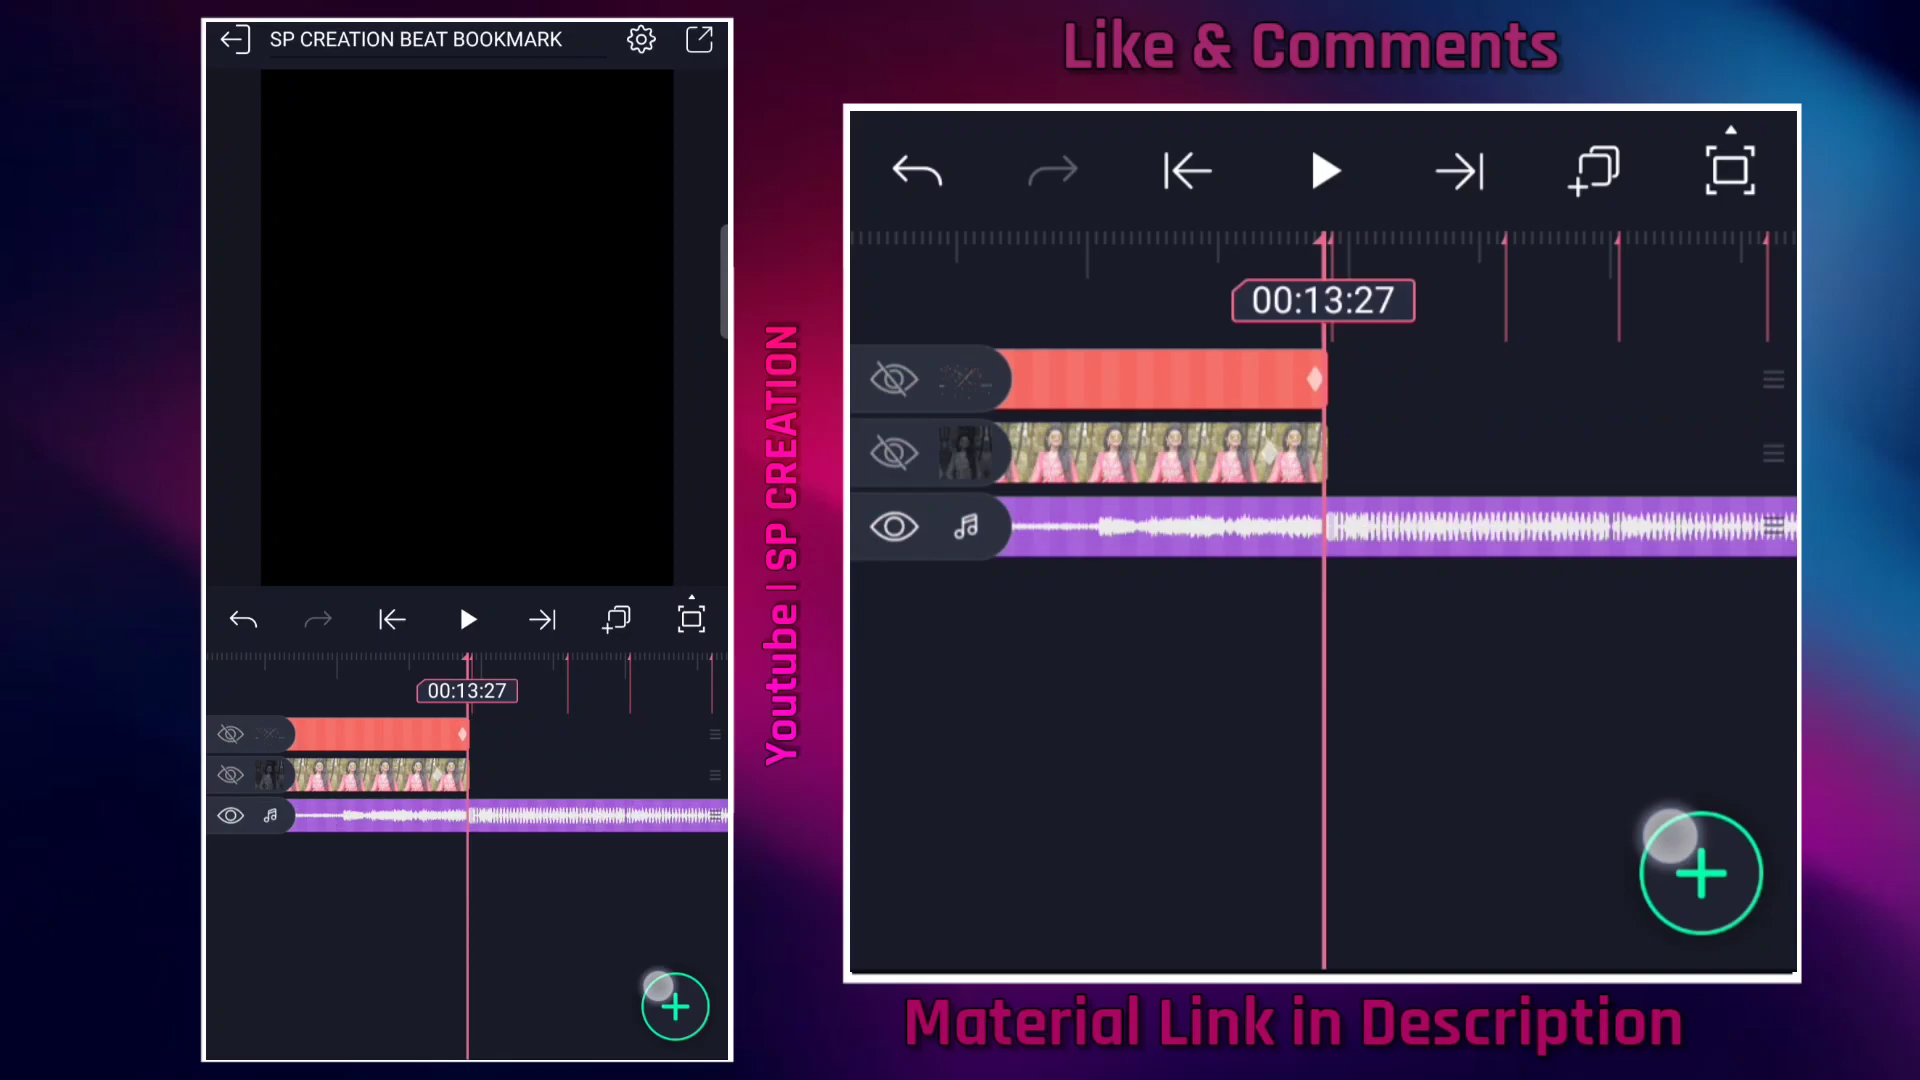 SP CREATION BEAT BOOKMARK
00:13:27
Youtube | SP CREATION
Like & Comments
00:13:27
Material Link in Description